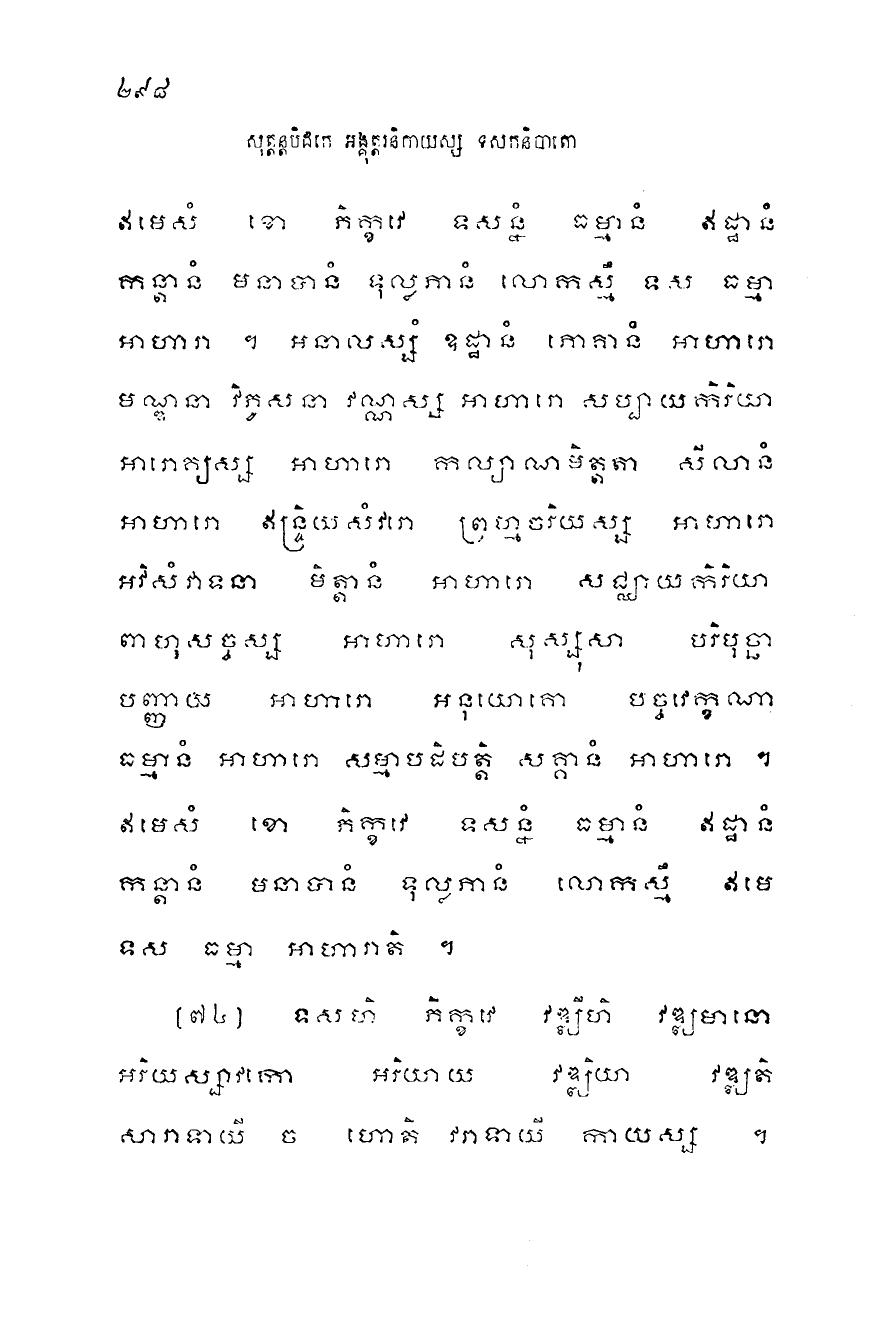 ២៩៨
សុត្តន្តបិដកេ អង្គុត្តរនិកាយស្ស ទសកនិបាតោ
ឥមេសំ ខោ ភិក្ខវេ ទសន្នំ ធម្មានំ ឥដ្ឋានំ
កន្តានំ មនាបានំ ទុល្លភានំ លោកស្មឹ ទស ធម្មា
អាហារា ។ អនាលស្សំ ឧដ្ឋានំ ភោគានំ អាហារោ
មណ្ឌនា វិភូសនា វណ្ណស្ស អាហារោ សប្បាយកិរិយា
អារោគ្យស្ស អាហារោ កល្យាណមិត្តតា សីលានំ
អាហារោ ឥន្ទ្រិយសំវរោ ព្រហ្មចរិយស្ស អាហារោ
អវិសំវាទនា មិត្តានំ អាហារោ សជ្ឈាយកិរិយា
ពាហុសច្ចស្ស អាហារោ សុស្សុសា បរិបុច្ឆា
បញ្ញាយ អាហារោ អនុយោគោ បច្ចវេក្ខណា
ធម្មានំ អាហារោ សម្មាបដិបត្តិ សគ្គានំ អាហារោ ។
ឥមេសំ ខោ ភិក្ខវេ ទសន្នំ ធម្មានំ ឥដ្ឋានំ
កន្តានំ មនាបានំ ទុល្លភានំ លោកស្មឹ ឥមេ
ទស ធម្មា អាហារាតិ ។
(៧៤) ទសហិ ភិក្ខវេ វឌ្ឍីហិ វឌ្ឍមានោ
អរិយស្សាវកោ អរិយាយ វឌ្ឍិយា វឌ្ឍតិ
សារាទាយី ច ហោតិ វរាទាយី កាយស្ស ។